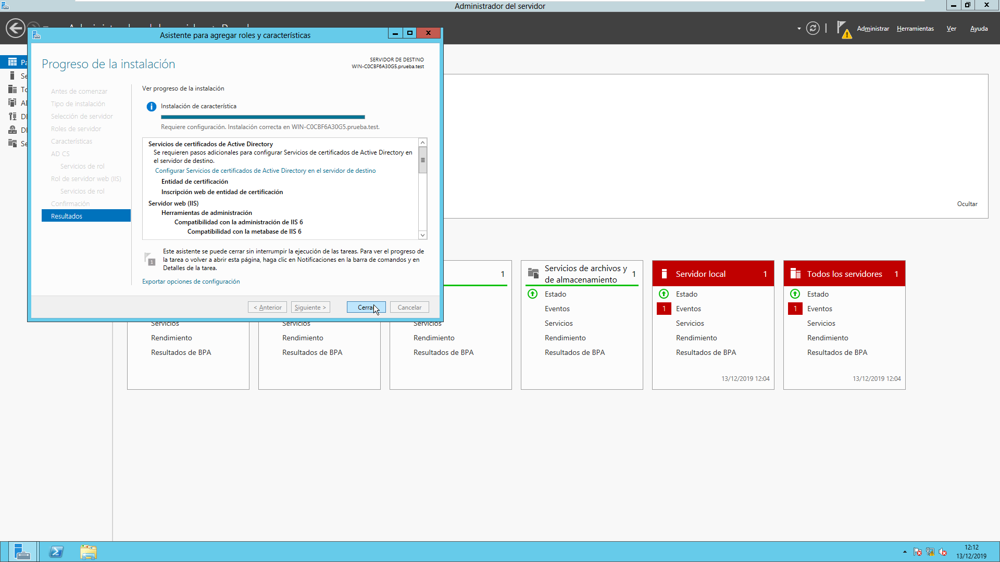 Administrador del servidor
Administrar
Herramientas
Ver
Ayuda
Asistente para agregar roles y características
Progreso de la instalación
SERVIDOR DE DESTINO
WIN-C0CBF6A30G5.prueba.test
Antes de comenzar
Tipo de instalación
Selección de servidor
Roles de servidor
Características
AD CS
Servicios de rol
Rol de servidor web (IIS)
Servicios de rol
Confirmación
Resultados
Ver progreso de la instalación
Instalación de característica
Requiere configuración. Instalación correcta en WIN-C0CBF6A30G5.prueba.test.
Servicios de certificados de Active Directory
Se requieren pasos adicionales para configurar Servicios de certificados de Active Directory en
el servidor de destino.
Configurar Servicios de certificados de Active Directory en el servidor de destino
Entidad de certificación
Inscripción web de entidad de certificación
Servidor web (IIS)
Herramientas de administración
Compatibilidad con la administración de IIS 6
Compatibilidad con la metabase de IIS 6
1
Este asistente se puede cerrar sin interrumpir la ejecución de las tareas. Para ver el progreso de
la tarea o volver a abrir esta página, haga clic en Notificaciones en la barra de comandos y en
Detalles de la tarea.
Exportar opciones de configuración
< Anterior
Siguiente >
Cancelar
Ocultar
Servicios
Rendimiento
Resultados de BPA
Servicios
Rendimiento
Resultados de BPA
1
Servicios
Rendimiento
Resultados de BPA
Servicios de archivos y
de almacenamiento
1
Estado
Eventos
Servicios
Rendimiento
Resultados de BPA
Servidor local
1
Estado
1 Eventos
Servicios
Rendimiento
Resultados de BPA
13/12/2019 12:04
Todos los servidores
1
Estado
1 Eventos
Servicios
Rendimiento
Resultados de BPA
13/12/2019 12:04
12:12
13/12/2019